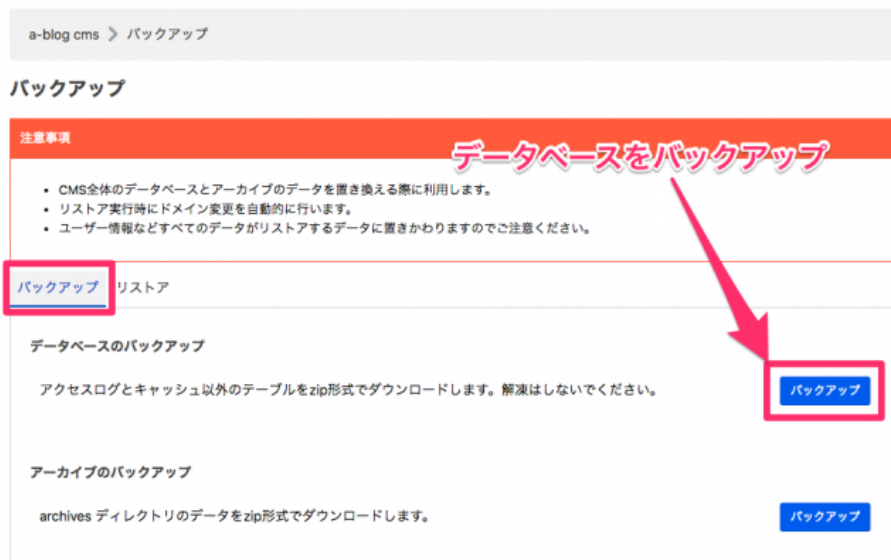 a-blog cms > バックアップ
バックアップ
注意事項
データベースをバックアップ
• CMS全体のデータベースとアーカイブのデータを置き換える際に利用します。
• リストア実行時にドメイン変更を自動的に行います。
• ユーザー情報などすべてのデータがリストアするデータに置きかわりますのでご注意ください。
バックアップ リストア
データベースのバックアップ
アクセスログとキャッシュ以外のテーブルをzip形式でダウンロードします。解凍はしないでください。 バックアップ
アーカイブのバックアップ
archives ディレクトリのデータをzip形式でダウンロードします。 バックアップ